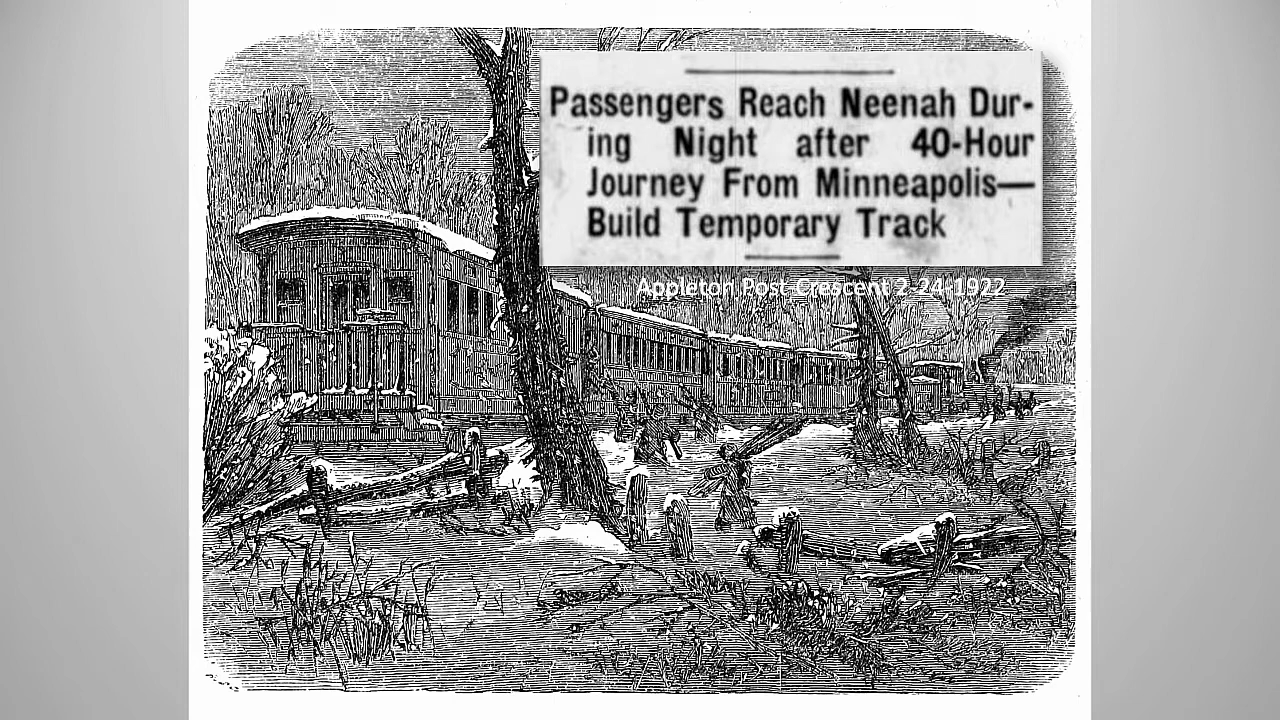 Passengers Reach Neenah Dur-
ing Night after 40-Hour
Journey From Minneapolis—
Build Temporary Track
Appleton Post-Crescent 2-24-1922